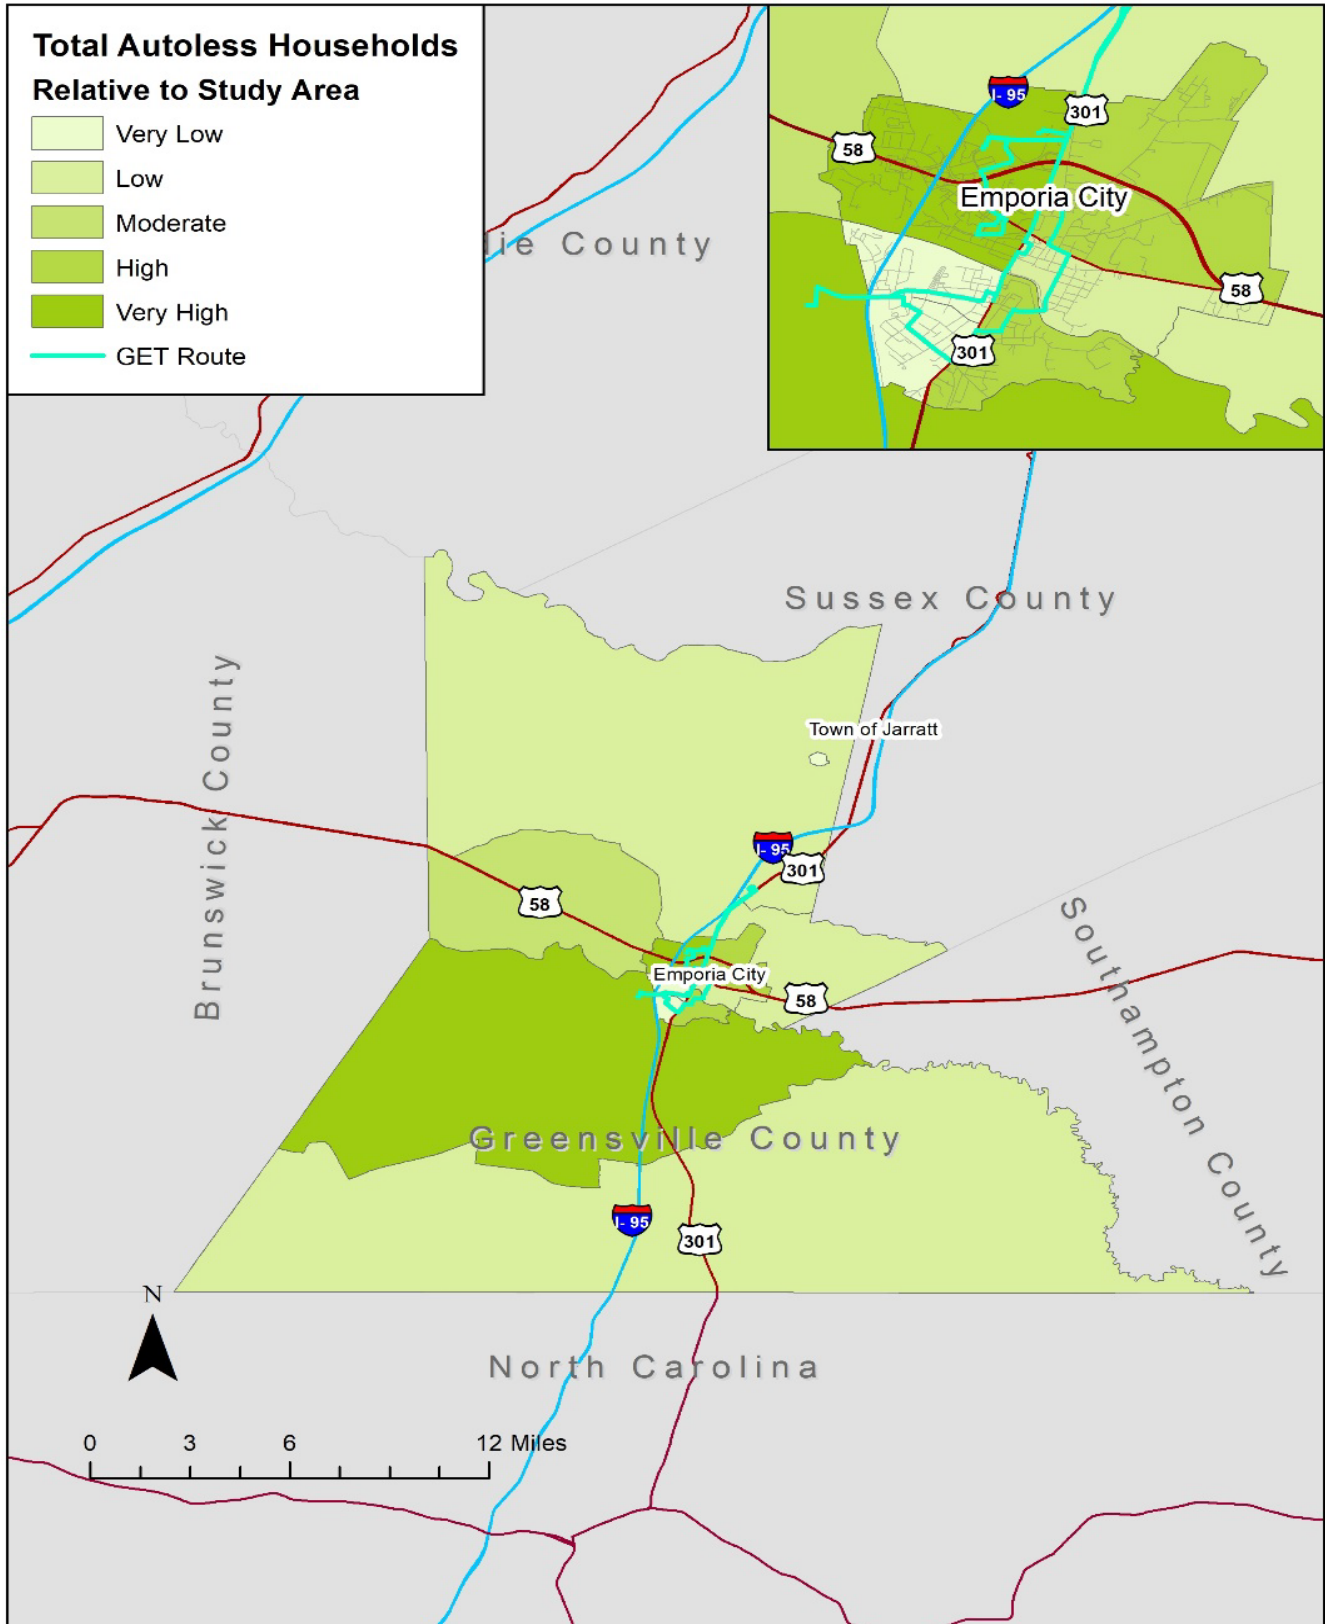 Total Autoless Households
Relative to Study Area
Very Low
Low
Moderate
High
Very High
GET Route
I- 95
301
58
Emporia City
58
301
die County
Sussex County
Brunswick County
Town of Jarratt
I- 95
301
58
Emporia City
58
Southampton County
Greensville County
I- 95
301
N
North Carolina
0 3 6 12 Miles